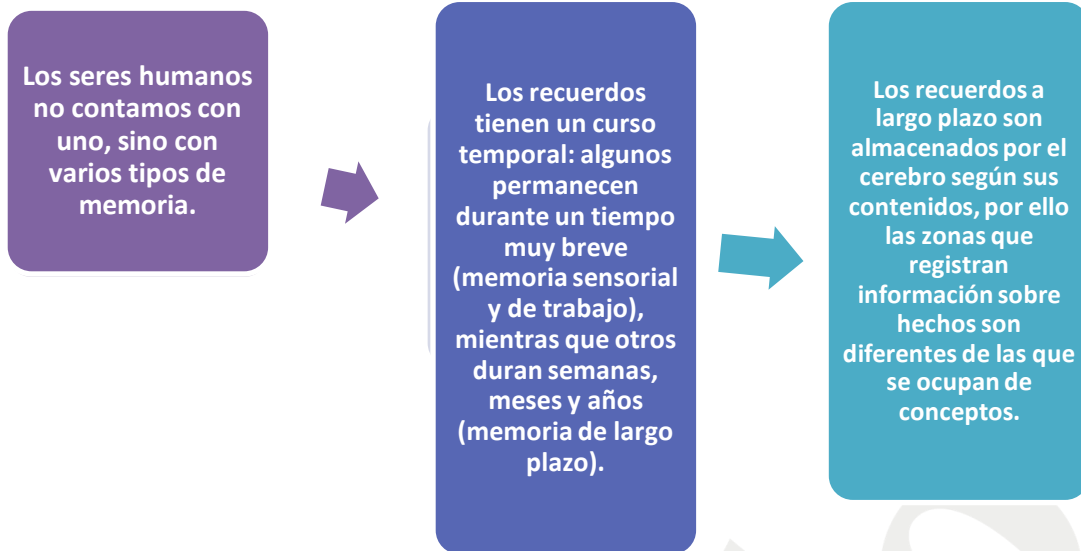 Los seres humanos
no contamos con
uno, sino con
varios tipos de
memoria.
Los recuerdos
tienen un curso
temporal: algunos
permanecen
durante un tiempo
muy breve
(memoria sensorial
y de trabajo),
mientras que otros
duran semanas,
meses y años
(memoria de largo
plazo).
Los recuerdos a
largo plazo son
almacenados por el
cerebro según sus
contenidos, por ello
las zonas que
registran
información sobre
hechos son
diferentes de las que
se ocupan de
conceptos.